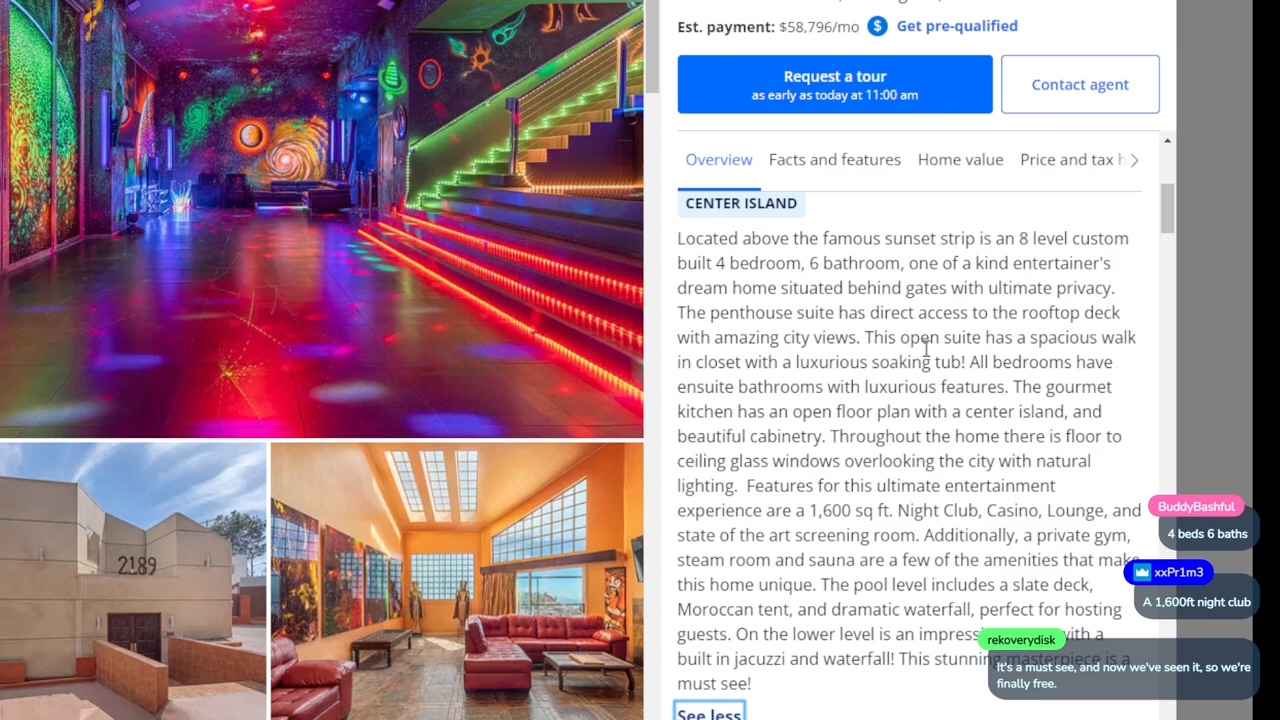 Est. payment: $58,796/mo $ Get pre-qualified
Request a tour
as early as today at 11:00 am
Contact agent
Overview Facts and features Home value Price and tax h
CENTER ISLAND
Located above the famous sunset strip is an 8 level custom
built 4 bedroom, 6 bathroom, one of a kind entertainer's
dream home situated behind gates with ultimate privacy.
The penthouse suite has direct access to the rooftop deck
with amazing city views. This open suite has a spacious walk
in closet with a luxurious soaking tub! All bedrooms have
ensuite bathrooms with luxurious features. The gourmet
kitchen has an open floor plan with a center island, and
beautiful cabinetry. Throughout the home there is floor to
ceiling glass windows overlooking the city with natural
lighting. Features for this ultimate entertainment
experience are a 1,600 sq ft. Night Club, Casino, Lounge, and
state of the art screening room. Additionally, a private gym,
steam room and sauna are a few of the amenities that make
this home unique. The pool level includes a slate deck,
Moroccan tent, and dramatic waterfall, perfect for hosting
guests. On the lower level is an impress with a
built in jacuzzi and waterfall! This stunning masterpiece is a
must see!
See less
2189
BuddyBashful
4 beds 6 baths
xxPr1m3
A 1,600ft night club
rekoverydisk
It's a must see, and now we've seen it, so we're
finally free.